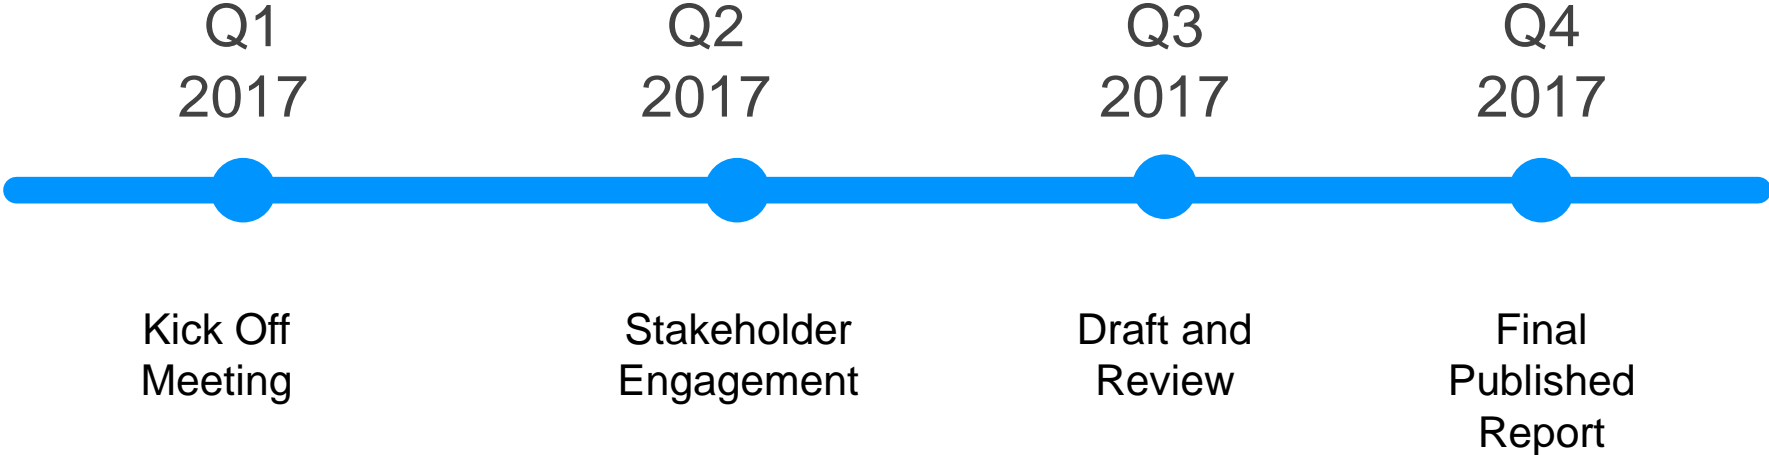 Q1
2017
Q2
2017
Q3
2017
Q4
2017
Kick Off
Meeting
Stakeholder
Engagement
Draft and
Review
Final
Published
Report